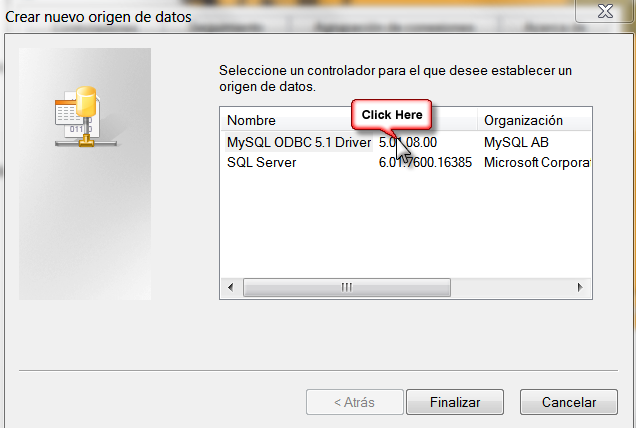 Crear nuevo origen de datos
Seleccione un controlador para el que desee establecer un
origen de datos.
Click Here
Nombre Organización
MySQL ODBC 5.1 Driver 5.01.08.00 MySQL AB
SQL Server 6.01.7600.16385 Microsoft Corporat
< Atrás Finalizar Cancelar